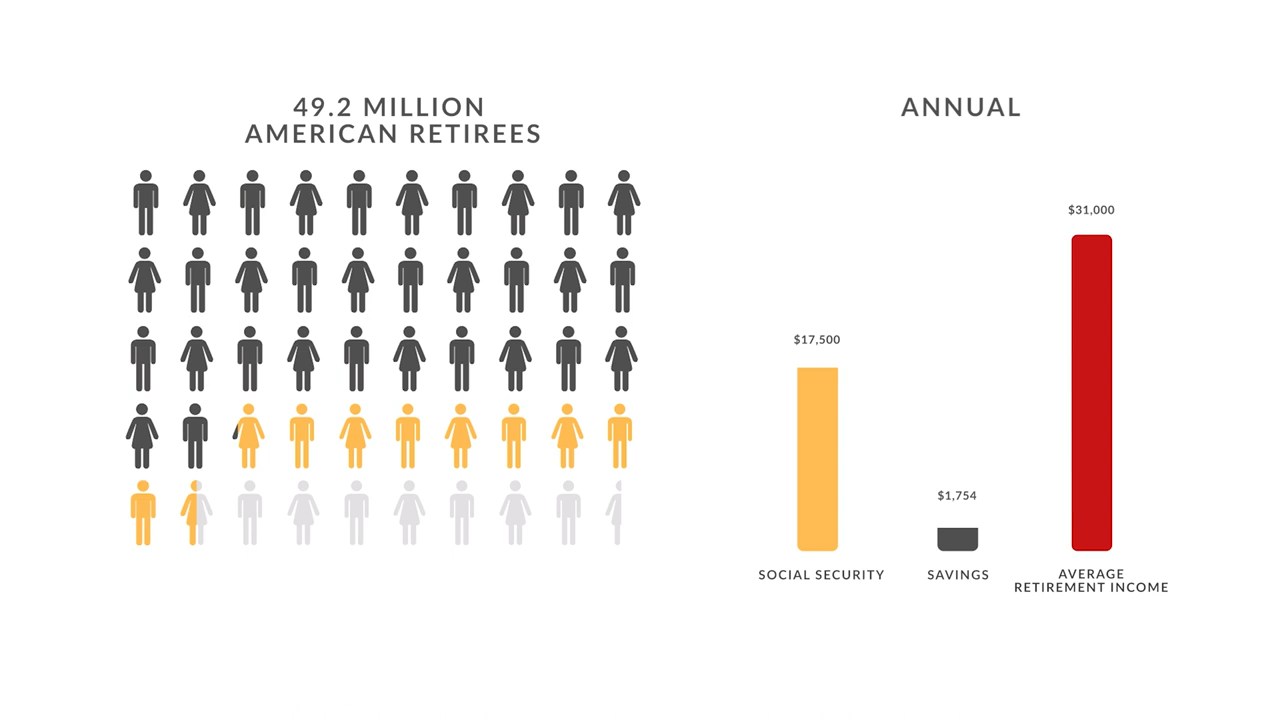 49.2 MILLION
AMERICAN RETIREES
ANNUAL
$31,000
$17,500
$1,754
SOCIAL SECURITY
SAVINGS
AVERAGE
RETIREMENT INCOME